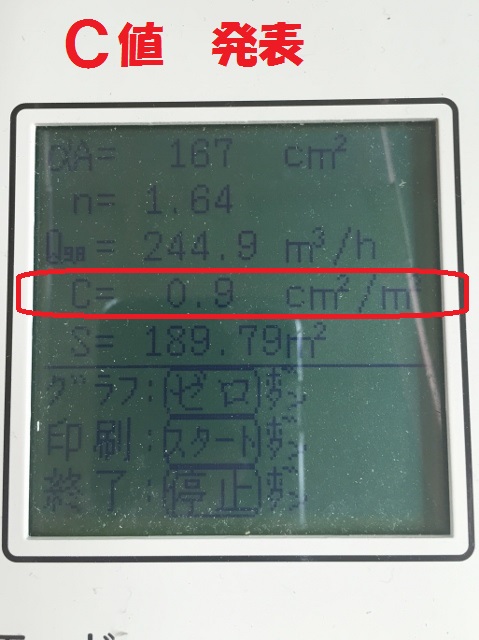 C値 発表
αA= 167 cm²
n= 1.64
Q₉₈= 244.9 m³/h
C= 0.9 cm²/m²
S= 189.79m²
グラフ:ゼロボタン
印刷:スタートボタン
終了:停止ボタン